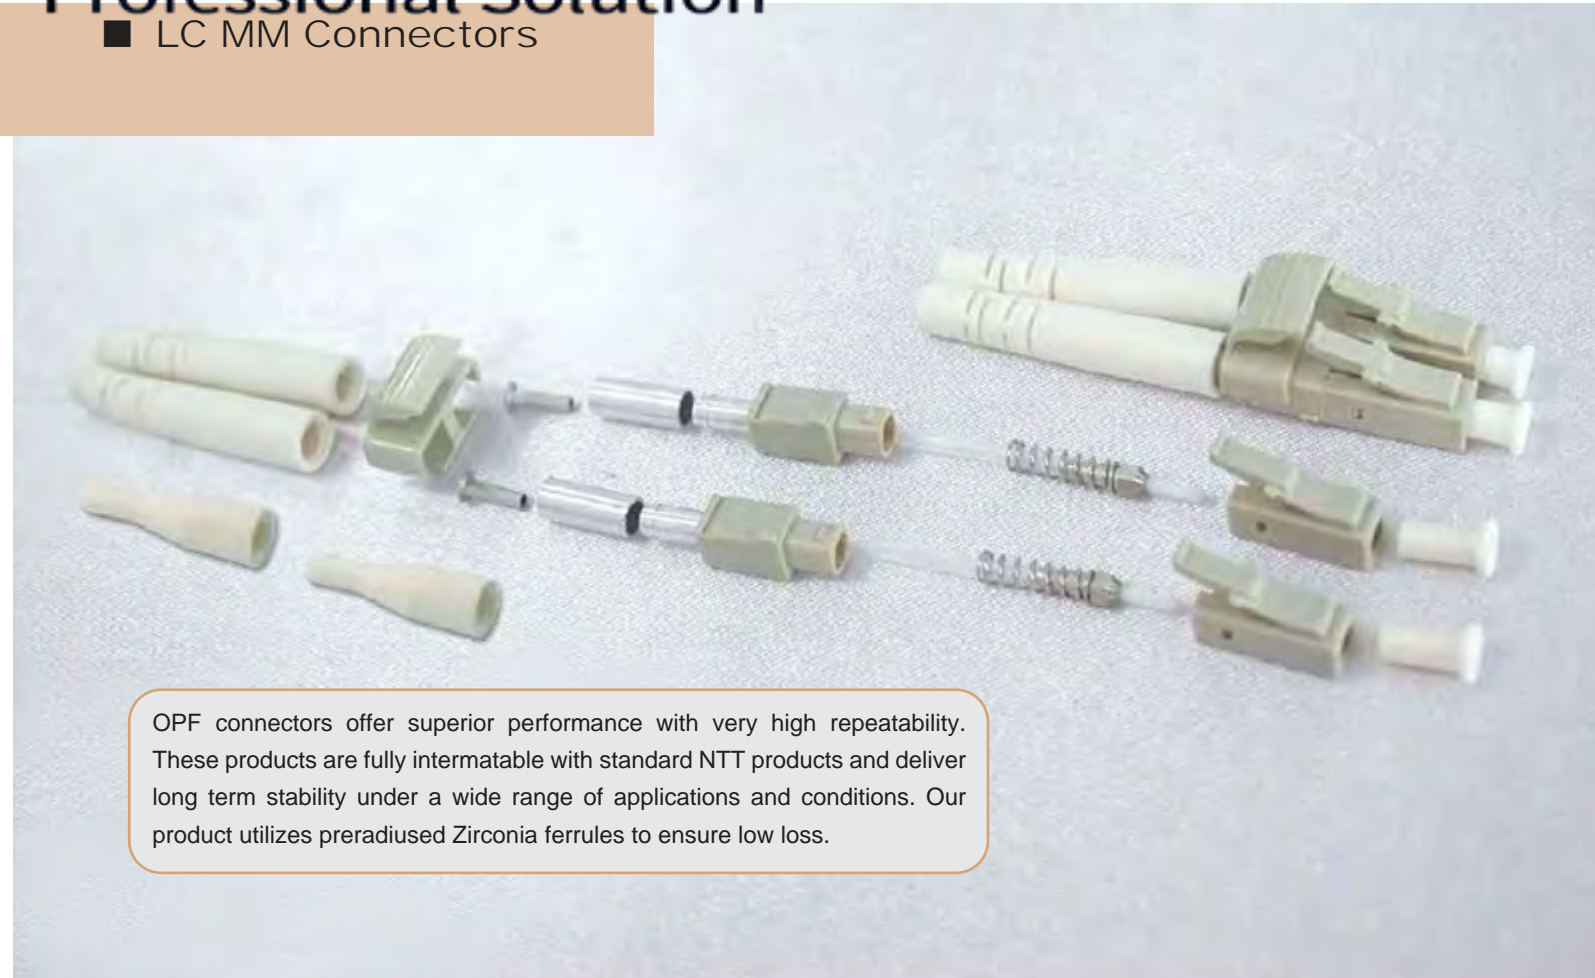 Professional Solution
■ LC MM Connectors
OPF connectors offer superior performance with very high repeatability.
These products are fully intermatable with standard NTT products and deliver
long term stability under a wide range of applications and conditions. Our
product utilizes preradiused Zirconia ferrules to ensure low loss.